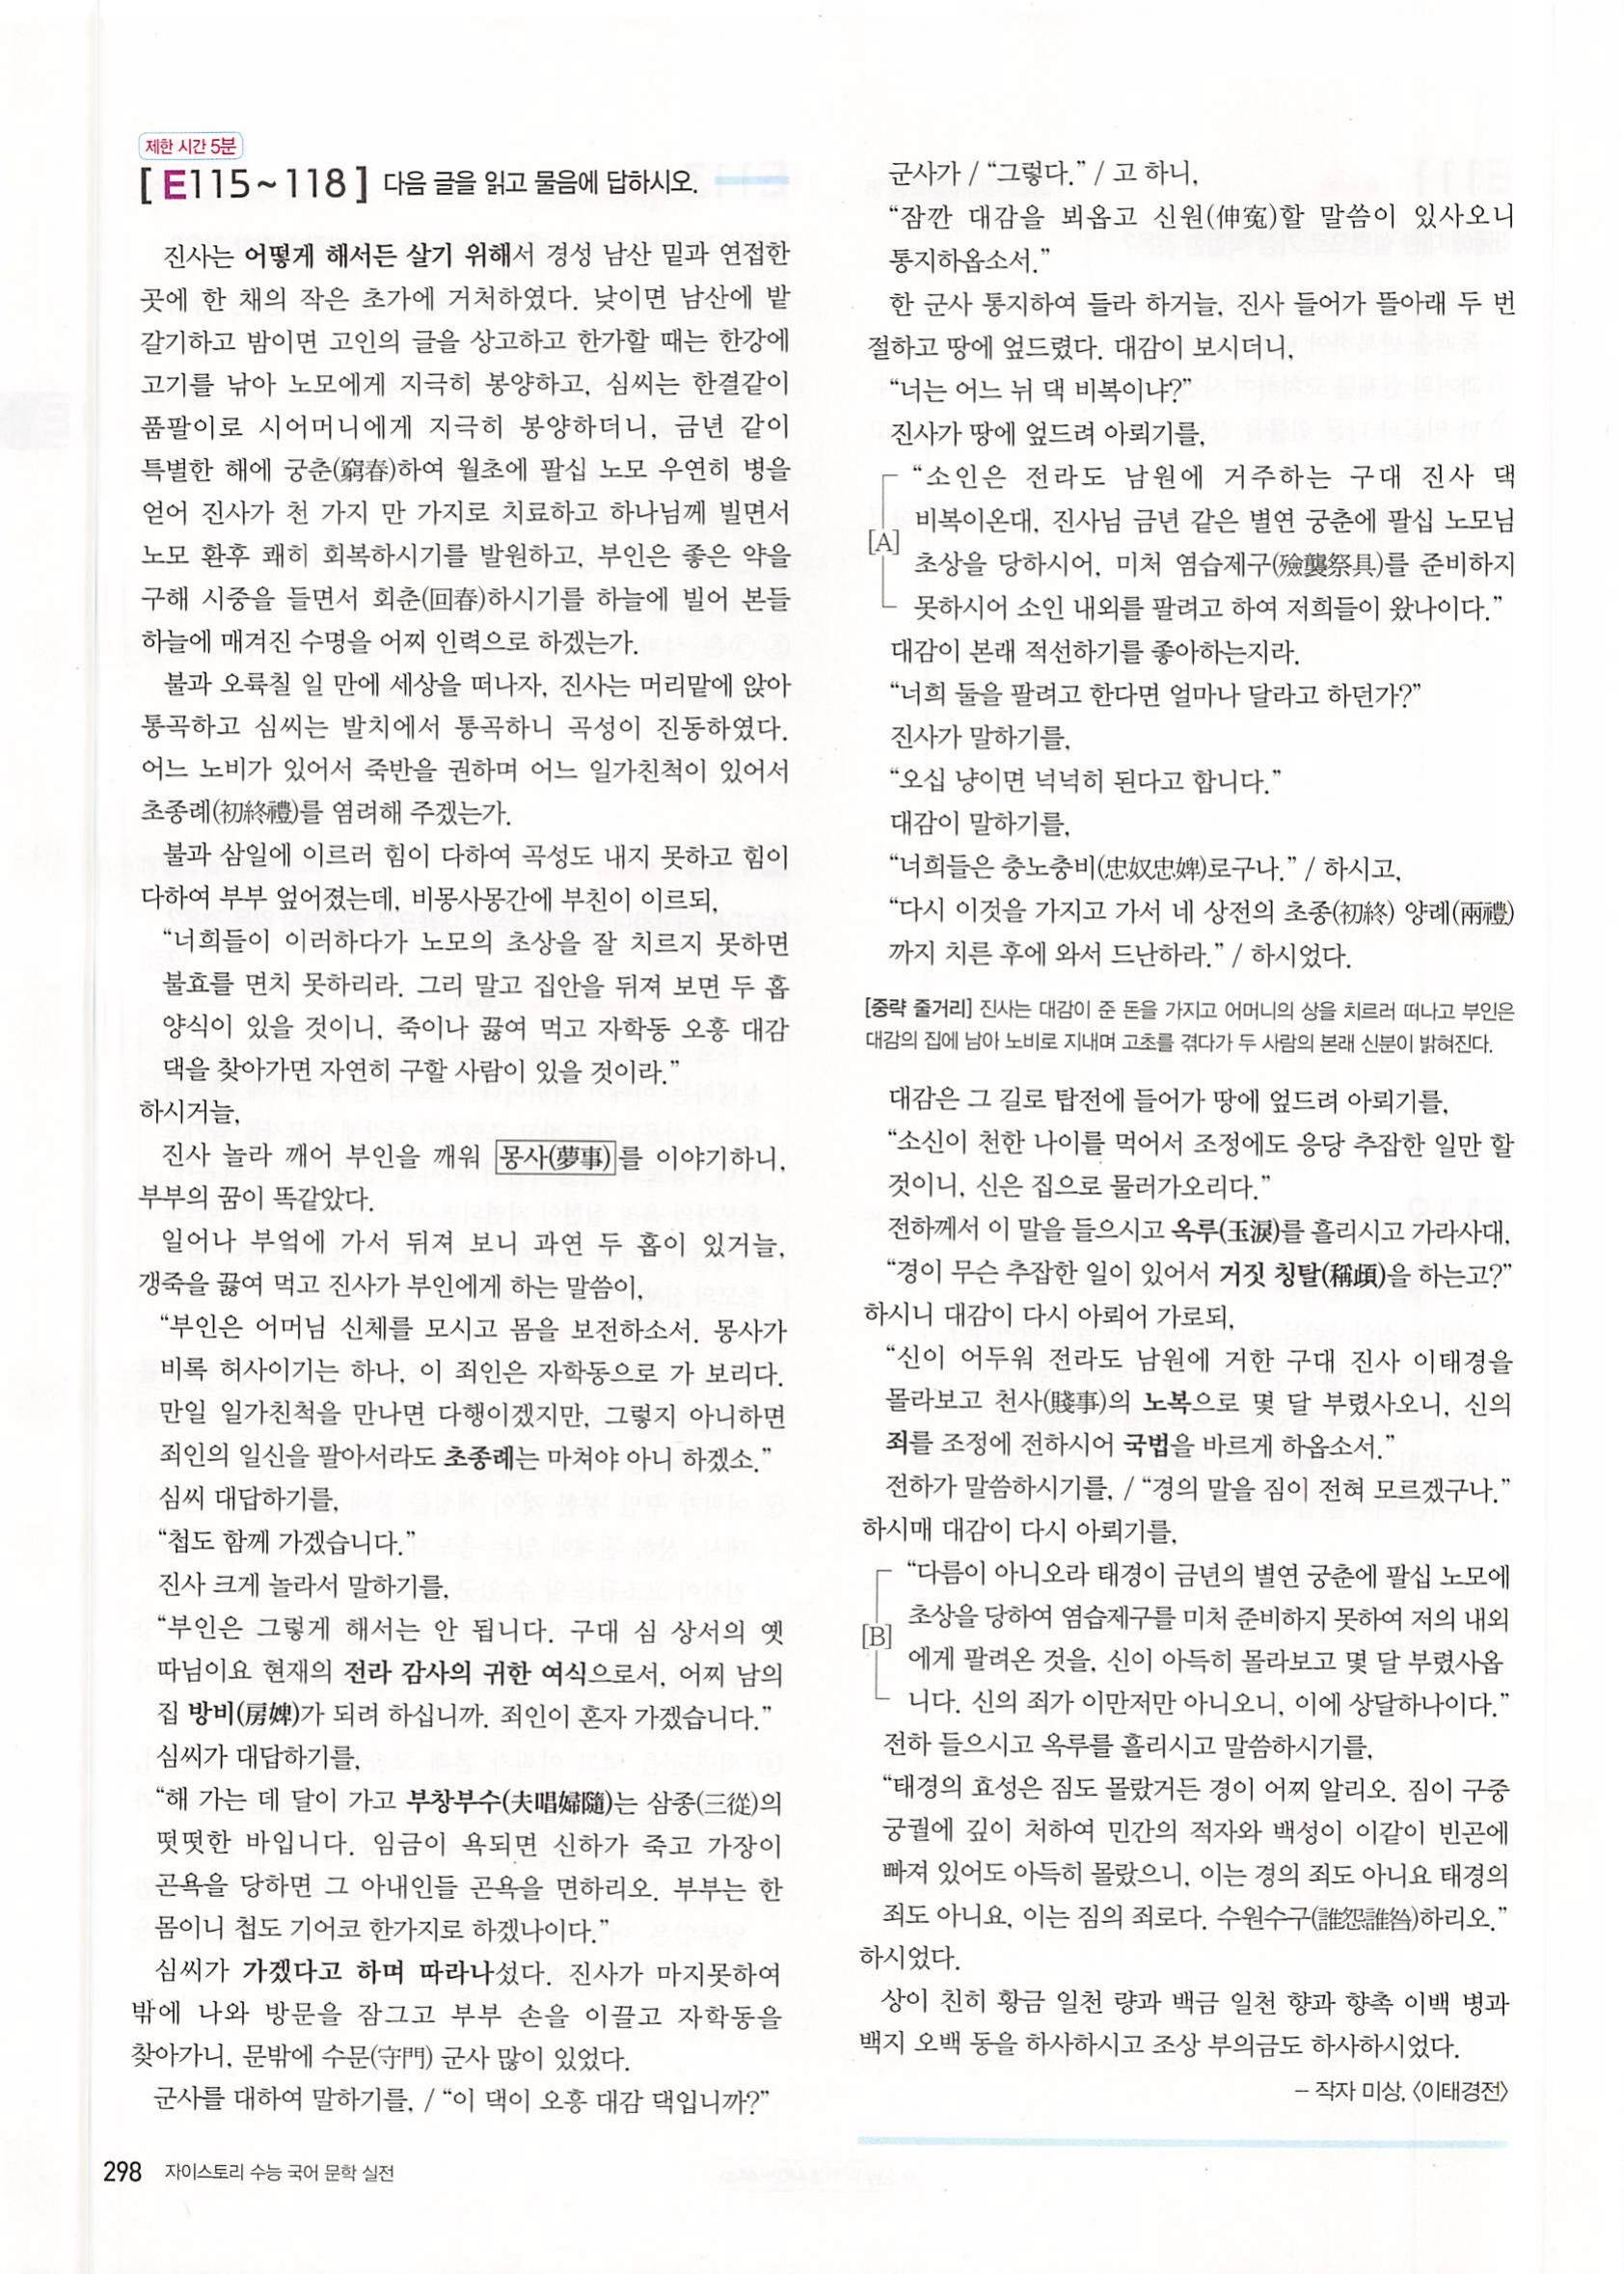 제한 시간 5분
[ E115~118 ] 다음 글을 읽고 물음에 답하시오.
진사는 어떻게 해서든 살기 위해서 경성 남산 밑과 연접한
곳에 한 채의 작은 초가에 거처하였다. 낮이면 남산에 밭
갈기하고 밤이면 고인의 글을 상고하고 한가할 때는 한강에
고기를 낚아 노모에게 지극히 봉양하고, 심씨는 한결같이
품팔이로 시어머니에게 지극히 봉양하더니, 금년 같이
특별한 해에 궁춘(窮春)하여 월초에 팔십 노모 우연히 병을
얻어 진사가 천 가지 만 가지로 치료하고 하나님께 빌면서
노모 환후 쾌히 회복하시기를 발원하고, 부인은 좋은 약을
구해 시중을 들면서 회춘(回春)하시기를 하늘에 빌어 본들
하늘에 매겨진 수명을 어찌 인력으로 하겠는가.
불과 오륙칠 일 만에 세상을 떠나자, 진사는 머리맡에 앉아
통곡하고 심씨는 발치에서 통곡하니 곡성이 진동하였다.
어느 노비가 있어서 죽반을 권하며 어느 일가친척이 있어서
초종례(初終禮)를 염려해 주겠는가.
불과 삼일에 이르러 힘이 다하여 곡성도 내지 못하고 힘이
다하여 부부 엎어졌는데, 비몽사몽간에 부친이 이르되,
“너희들이 이러하다가 노모의 초상을 잘 치르지 못하면
불효를 면치 못하리라. 그리 말고 집안을 뒤져 보면 두 홉
양식이 있을 것이니, 죽이나 끓여 먹고 자학동 오흥 대감
댁을 찾아가면 자연히 구할 사람이 있을 것이라.”
하시거늘,
진사 놀라 깨어 부인을 깨워 몽사(夢事)를 이야기하니,
부부의 꿈이 똑같았다.
일어나 부엌에 가서 뒤져 보니 과연 두 홉이 있거늘,
갱죽을 끓여 먹고 진사가 부인에게 하는 말씀이,
“부인은 어머님 신체를 모시고 몸을 보전하소서. 몽사가
비록 허사이기는 하나, 이 죄인은 자학동으로 가 보리다.
만일 일가친척을 만나면 다행이겠지만, 그렇지 아니하면
죄인의 일신을 팔아서라도 초종례는 마쳐야 아니 하겠소.”
심씨 대답하기를,
“첩도 함께 가겠습니다.”
진사 크게 놀라서 말하기를,
“부인은 그렇게 해서는 안 됩니다. 구대 심 상서의 옛
따님이요 현재의 전라 감사의 귀한 여식으로서, 어찌 남의
집 방비(房婢)가 되려 하십니까. 죄인이 혼자 가겠습니다.”
심씨가 대답하기를,
“해 가는 데 달이 가고 부창부수(夫唱婦隨)는 삼종(三從)의
떳떳한 바입니다. 임금이 욕되면 신하가 죽고 가장이
곤욕을 당하면 그 아내인들 곤욕을 면하리오. 부부는 한
몸이니 첩도 기어코 한가지로 하겠나이다.”
심씨가 가겠다고 하며 따라나섰다. 진사가 마지못하여
밖에 나와 방문을 잠그고 부부 손을 이끌고 자학동을
찾아가니, 문밖에 수문(守門) 군사 많이 있었다.
군사를 대하여 말하기를, / “이 댁이 오흥 대감 댁입니까?”
298 자이스토리 수능 국어 문학 실전
군사가 / “그렇다.” / 고 하니,
“잠깐 대감을 뵈옵고 신원(伸冤)할 말씀이 있사오니
통지하옵소서.”
한 군사 통지하여 들라 하거늘, 진사 들어가 뜰아래 두 번
절하고 땅에 엎드렸다. 대감이 보시더니,
“너는 어느 뉘 댁 비복이냐?”
진사가 땅에 엎드려 아뢰기를,
“소인은 전라도 남원에 거주하는 구대 진사 댁
비복이온대, 진사님 금년 같은 별연 궁춘에 팔십 노모님
[A]
초상을 당하시어, 미처 염습제구(殮襲祭具)를 준비하지
못하시어 소인 내외를 팔려고 하여 저희들이 왔나이다.”
대감이 본래 적선하기를 좋아하는지라.
“너희 둘을 팔려고 한다면 얼마나 달라고 하던가?”
진사가 말하기를,
“오십 냥이면 넉넉히 된다고 합니다.”
대감이 말하기를,
“너희들은 충노충비(忠奴忠婢)로구나.” / 하시고,
“다시 이것을 가지고 가서 네 상전의 초종(初終) 양례(兩禮)
까지 치른 후에 와서 드난하라.” / 하시었다.
[중략 줄거리] 진사는 대감이 준 돈을 가지고 어머니의 상을 치르러 떠나고 부인은
대감의 집에 남아 노비로 지내며 고초를 겪다가 두 사람의 본래 신분이 밝혀진다.
대감은 그 길로 탑전에 들어가 땅에 엎드려 아뢰기를,
“소신이 천한 나이를 먹어서 조정에도 응당 추잡한 일만 할
것이니, 신은 집으로 물러가오리다.”
전하께서 이 말을 들으시고 옥루(玉淚)를 흘리시고 가라사대,
“경이 무슨 추잡한 일이 있어서 거짓 칭탈(稱頉)을 하는고?”
하시니 대감이 다시 아뢰어 가로되,
“신이 어두워 전라도 남원에 거한 구대 진사 이태경을
몰라보고 천사(賤事)의 노복으로 몇 달 부렸사오니, 신의
죄를 조정에 전하시어 국법을 바르게 하옵소서.”
전하가 말씀하시기를, / “경의 말을 짐이 전혀 모르겠구나.”
하시매 대감이 다시 아뢰기를,
“다름이 아니오라 태경이 금년의 별연 궁춘에 팔십 노모에
초상을 당하여 염습제구를 미처 준비하지 못하여 저의 내외
[B]
에게 팔려온 것을, 신이 아득히 몰라보고 몇 달 부렸사옵
니다. 신의 죄가 이만저만 아니오니, 이에 상달하나이다.”
전하 들으시고 옥루를 흘리시고 말씀하시기를,
“태경의 효성은 짐도 몰랐거든 경이 어찌 알리오. 짐이 구중
궁궐에 깊이 처하여 민간의 적자와 백성이 이같이 빈곤에
빠져 있어도 아득히 몰랐으니, 이는 경의 죄도 아니요 태경의
죄도 아니요, 이는 짐의 죄로다. 수원수구(誰怨誰咎)하리오.”
하시었다.
상이 친히 황금 일천 량과 백금 일천 향과 향촉 이백 병과
백지 오백 동을 하사하시고 조상 부의금도 하사하시었다.
– 작자 미상, 〈이태경전〉